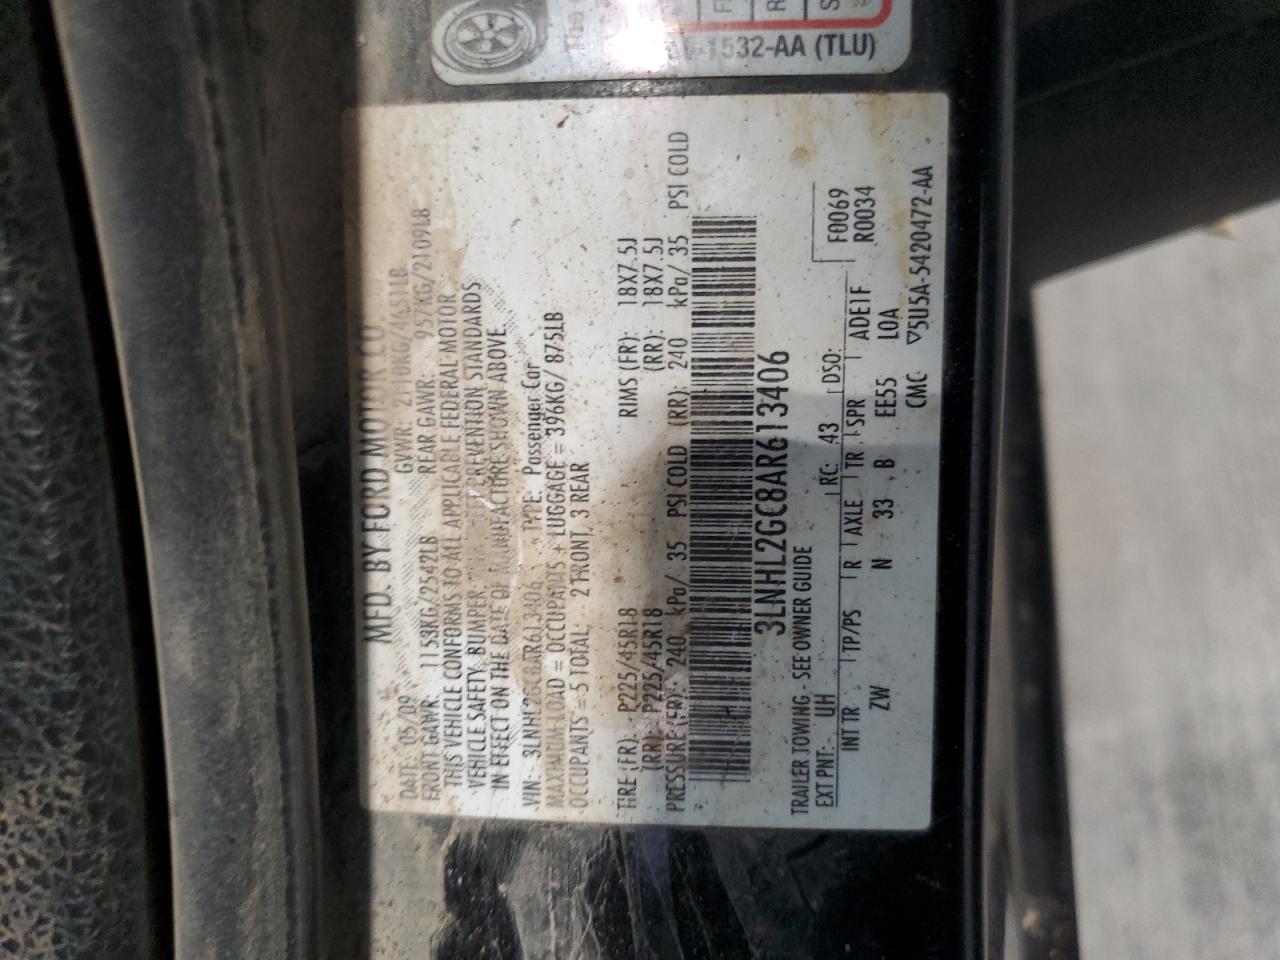 1532-AA (TLU)
MFD. BY FORD MOTOR CO
DATE: 05/09 GVWR: 2110KG/4651LB
FRONT GAWR: 1153KG/2542LB REAR GAWR: 957KG/2109LB
THIS VEHICLE CONFORMS TO ALL APPLICABLE FEDERAL MOTOR
VEHICLE SAFETY, BUMPER, PREVENTION STANDARDS
IN EFFECT ON THE DATE OF MANUFACTURE SHOWN ABOVE.
VIN: 3LNHL2GC8AR613406 TYPE: Passenger Car
MAXIMUM LOAD = OCCUPANTS + LUGGAGE = 396KG/ 875LB
OCCUPANTS = 5 TOTAL: 2 FRONT, 3 REAR
TIRE (FR): P225/45R18 RIMS (FR): 18X7.5J
(RR): P225/45R18 (RR): 18X7.5J
PRESSURE (FR): 240 kPa/ 35 PSI COLD (RR): 240 kPa/ 35 PSI COLD
3LNHL2GC8AR613406
TRAILER TOWING - SEE OWNER GUIDE
EXT PNT: UH RC: 43 DSO: F0069
INT TR TP/PS R AXLE TR SPR ADE1F R0034
ZW N 33 B EE55 LOA
CMC ▽5U5A-5420472-AA